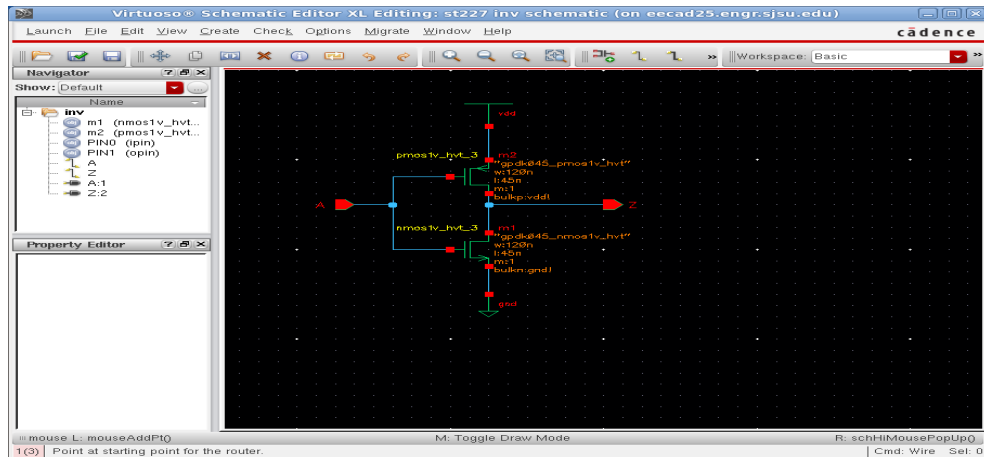 Virtuoso® Schematic Editor XL Editing: st227 inv schematic (on eecad25.engr.sjsu.edu)
Launch File Edit View Create Check Options Migrate Window Help
cādence
» Workspace: Basic »
Navigator
Show: Default
Name
inv
m1 (nmos1v_hvt...
m2 (pmos1v_hvt...
PIN0 (ipin)
PIN1 (opin)
A
Z
A:1
Z:2
Property Editor
vdd
pmos1v_hvt_3 m2
"gpdk045_pmos1v_hvt"
w:120n
l:45n
m:1
bulkp:vdd!
A
Z
nmos1v_hvt_3 m1
"gpdk045_nmos1v_hvt"
w:120n
l:45n
m:1
bulkn:gnd!
gnd
mouse L: mouseAddPt() M: Toggle Draw Mode R: schHiMousePopUp()
1(3) Point at starting point for the router. Cmd: Wire Sel: 0